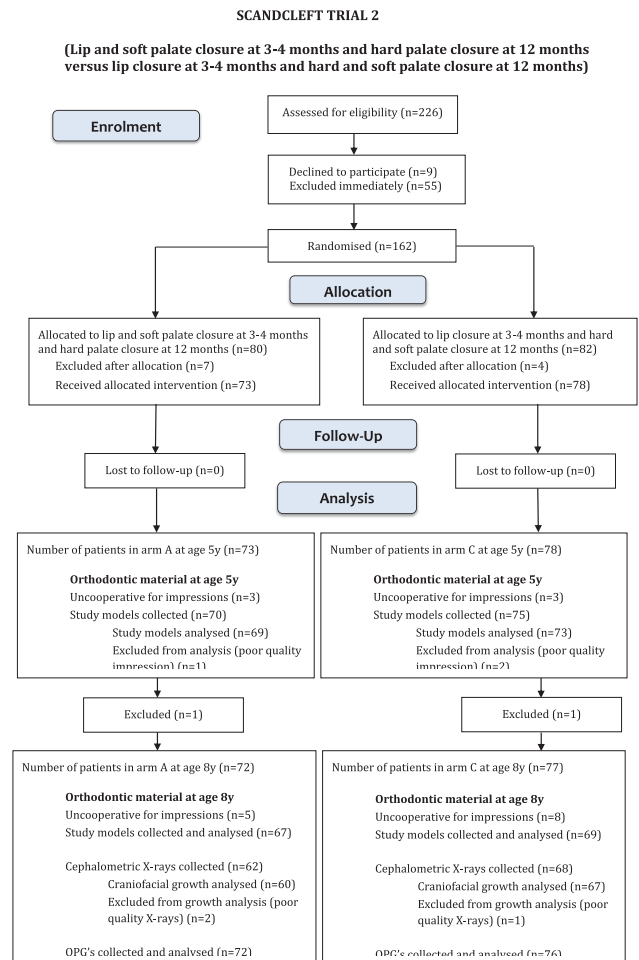 SCANDCLEFT TRIAL 2
(Lip and soft palate closure at 3-4 months and hard palate closure at 12 months
versus lip closure at 3-4 months and hard and soft palate closure at 12 months)
Enrolment
Assessed for eligibility (n=226)
Declined to participate (n=9)
Excluded immediately (n=55)
Randomised (n=162)
Allocation
Allocated to lip and soft palate closure at 3-4 months
and hard palate closure at 12 months (n=80)
Excluded after allocation (n=7)
Received allocated intervention (n=73)
Allocated to lip closure at 3-4 months and hard
and soft palate closure at 12 months (n=82)
Excluded after allocation (n=4)
Received allocated intervention (n=78)
Follow-Up
Lost to follow-up (n=0)
Lost to follow-up (n=0)
Analysis
Number of patients in arm A at age 5y (n=73)
Orthodontic material at age 5y
Uncooperative for impressions (n=3)
Study models collected (n=70)
Study models analysed (n=69)
Excluded from analysis (poor quality
impression) (n=1)
Number of patients in arm C at age 5y (n=78)
Orthodontic material at age 5y
Uncooperative for impressions (n=3)
Study models collected (n=75)
Study models analysed (n=73)
Excluded from analysis (poor quality
impression) (n=2)
Excluded (n=1)
Excluded (n=1)
Number of patients in arm A at age 8y (n=72)
Orthodontic material at age 8y
Uncooperative for impressions (n=5)
Study models collected and analysed (n=67)
Cephalometric X-rays collected (n=62)
Craniofacial growth analysed (n=60)
Excluded from growth analysis (poor
quality X-rays) (n=2)
OPG's collected and analysed (n=72)
Number of patients in arm C at age 8y (n=77)
Orthodontic material at age 8y
Uncooperative for impressions (n=8)
Study models collected and analysed (n=69)
Cephalometric X-rays collected (n=68)
Craniofacial growth analysed (n=67)
Excluded from growth analysis (poor
quality X-rays) (n=1)
OPG's collected and analysed (n=76)